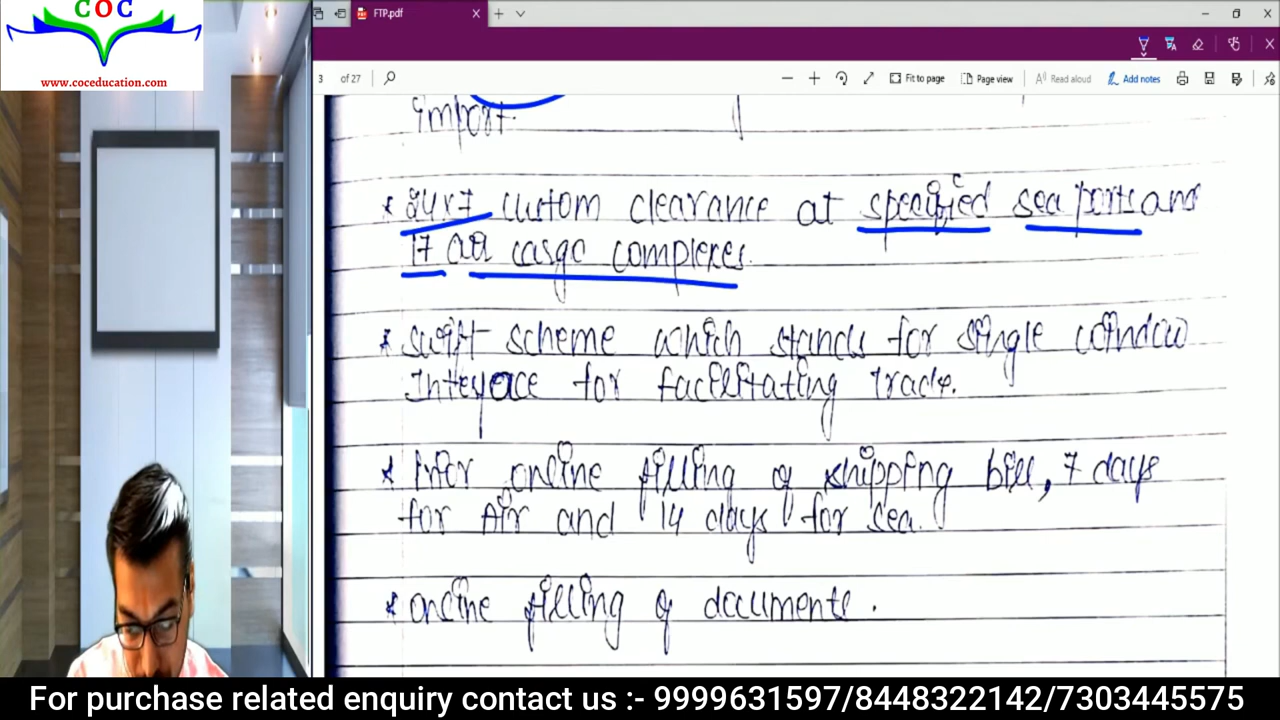 COC
www.coceducation.com
FTP.pdf
3 of 27
Fit to page
Page view
Read aloud
Add notes
import.
* 24x7 custom clearance at specified sea ports and
17 air cargo complexes.
* Swift scheme which stands for single window
Interface for facilitating Trade.
* Prior online filling of shipping bill, 7 days
for Air and 14 days for sea.
* online filling of documents.
For purchase related enquiry contact us :- 9999631597/8448322142/7303445575